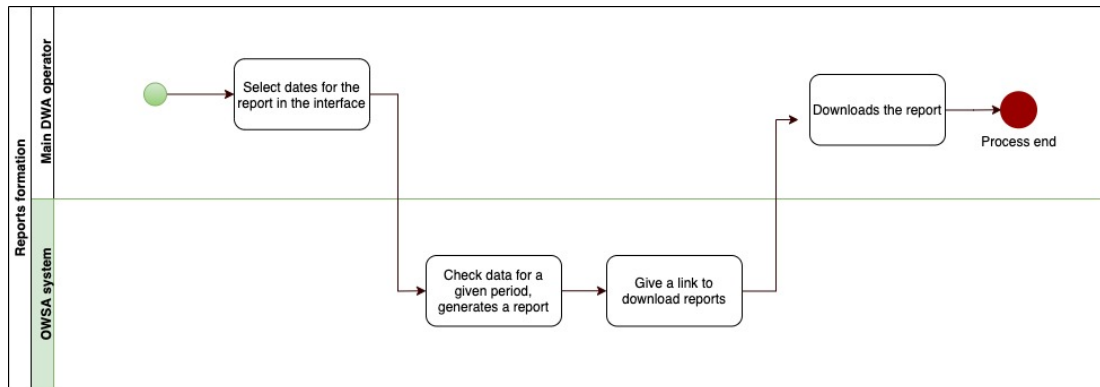 Reports formation
Main DWA operator
Select dates for the
report in the interface
Downloads the report
Process end
OWSA system
Check data for a
given period,
generates a report
Give a link to
download reports